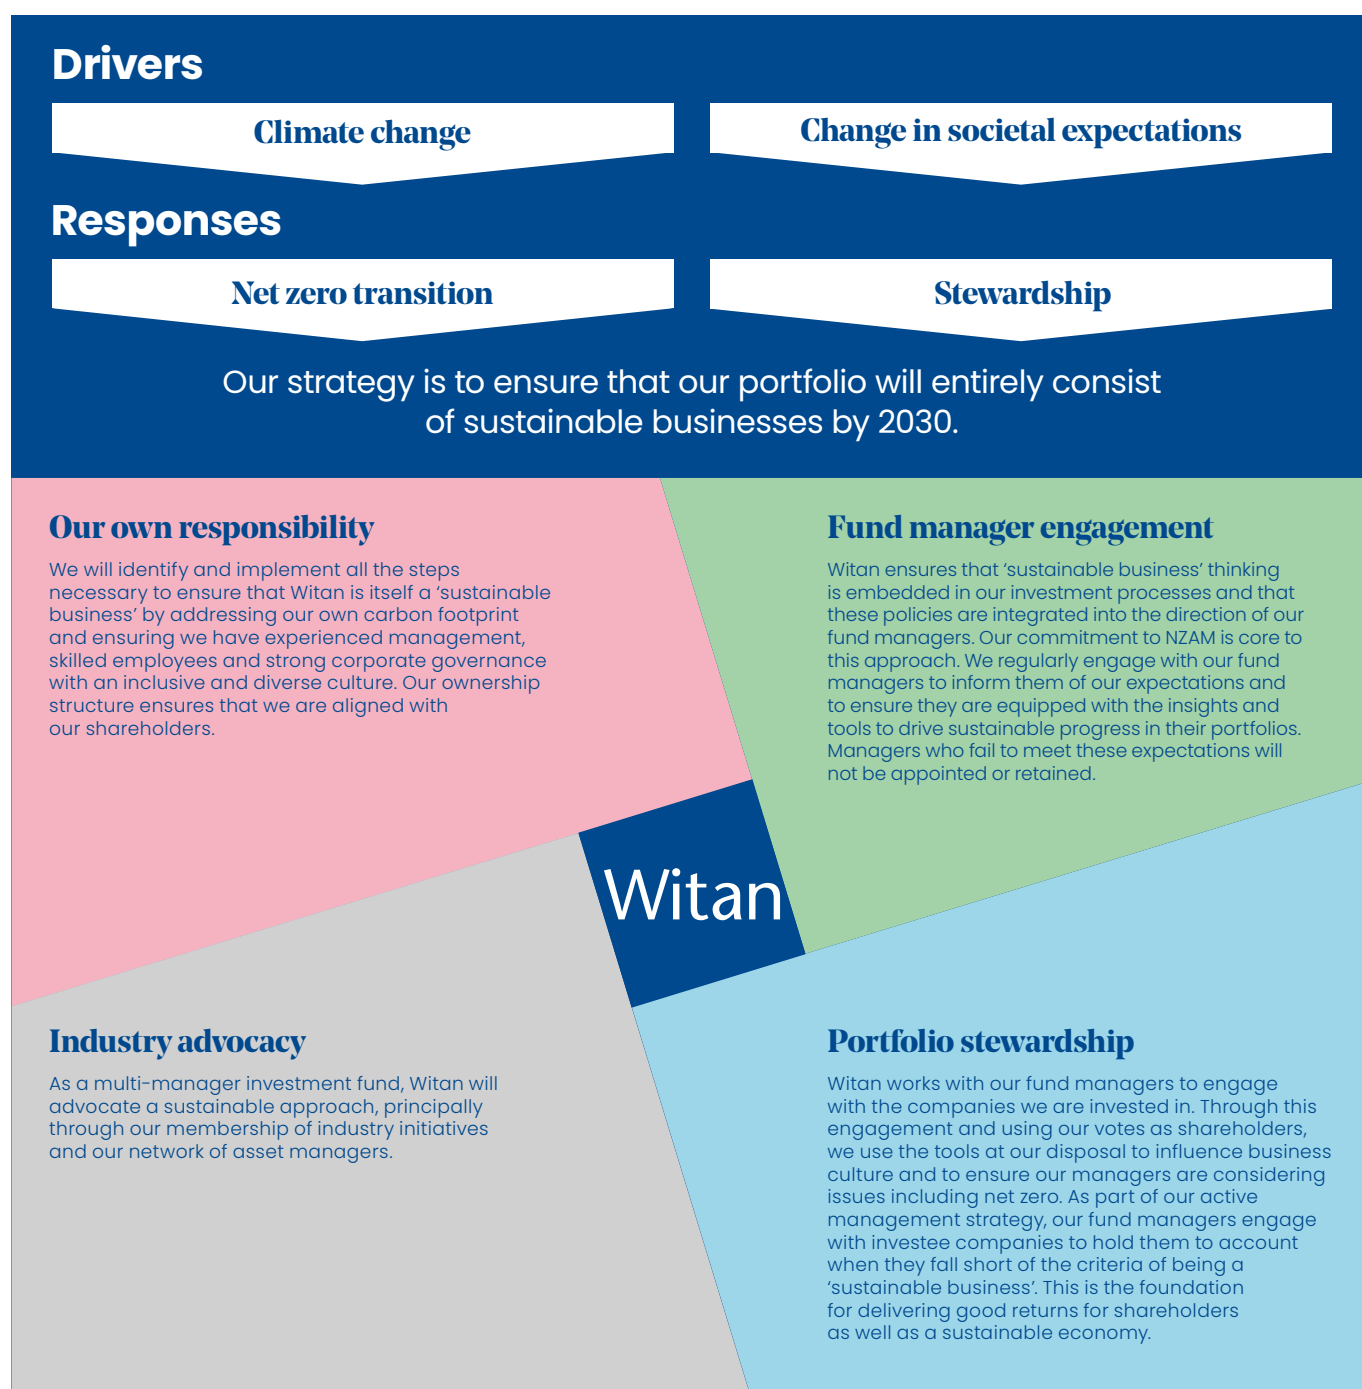 Drivers
Climate change
Change in societal expectations
Responses
Net zero transition
Stewardship
Our strategy is to ensure that our portfolio will entirely consist
of sustainable businesses by 2030.
Our own responsibility
We will identify and implement all the steps
necessary to ensure that Witan is itself a ‘sustainable
business’ by addressing our own carbon footprint
and ensuring we have experienced management,
skilled employees and strong corporate governance
with an inclusive and diverse culture. Our ownership
structure ensures that we are aligned with
our shareholders.
Fund manager engagement
Witan ensures that ‘sustainable business’ thinking
is embedded in our investment processes and that
these policies are integrated into the direction of our
fund managers. Our commitment to NZAM is core to
this approach. We regularly engage with our fund
managers to inform them of our expectations and
to ensure they are equipped with the insights and
tools to drive sustainable progress in their portfolios.
Managers who fail to meet these expectations will
not be appointed or retained.
Witan
Industry advocacy
As a multi-manager investment fund, Witan will
advocate a sustainable approach, principally
through our membership of industry initiatives
and our network of asset managers.
Portfolio stewardship
Witan works with our fund managers to engage
with the companies we are invested in. Through this
engagement and using our votes as shareholders,
we use the tools at our disposal to influence business
culture and to ensure our managers are considering
issues including net zero. As part of our active
management strategy, our fund managers engage
with investee companies to hold them to account
when they fall short of the criteria of being a
‘sustainable business’. This is the foundation
for delivering good returns for shareholders
as well as a sustainable economy.